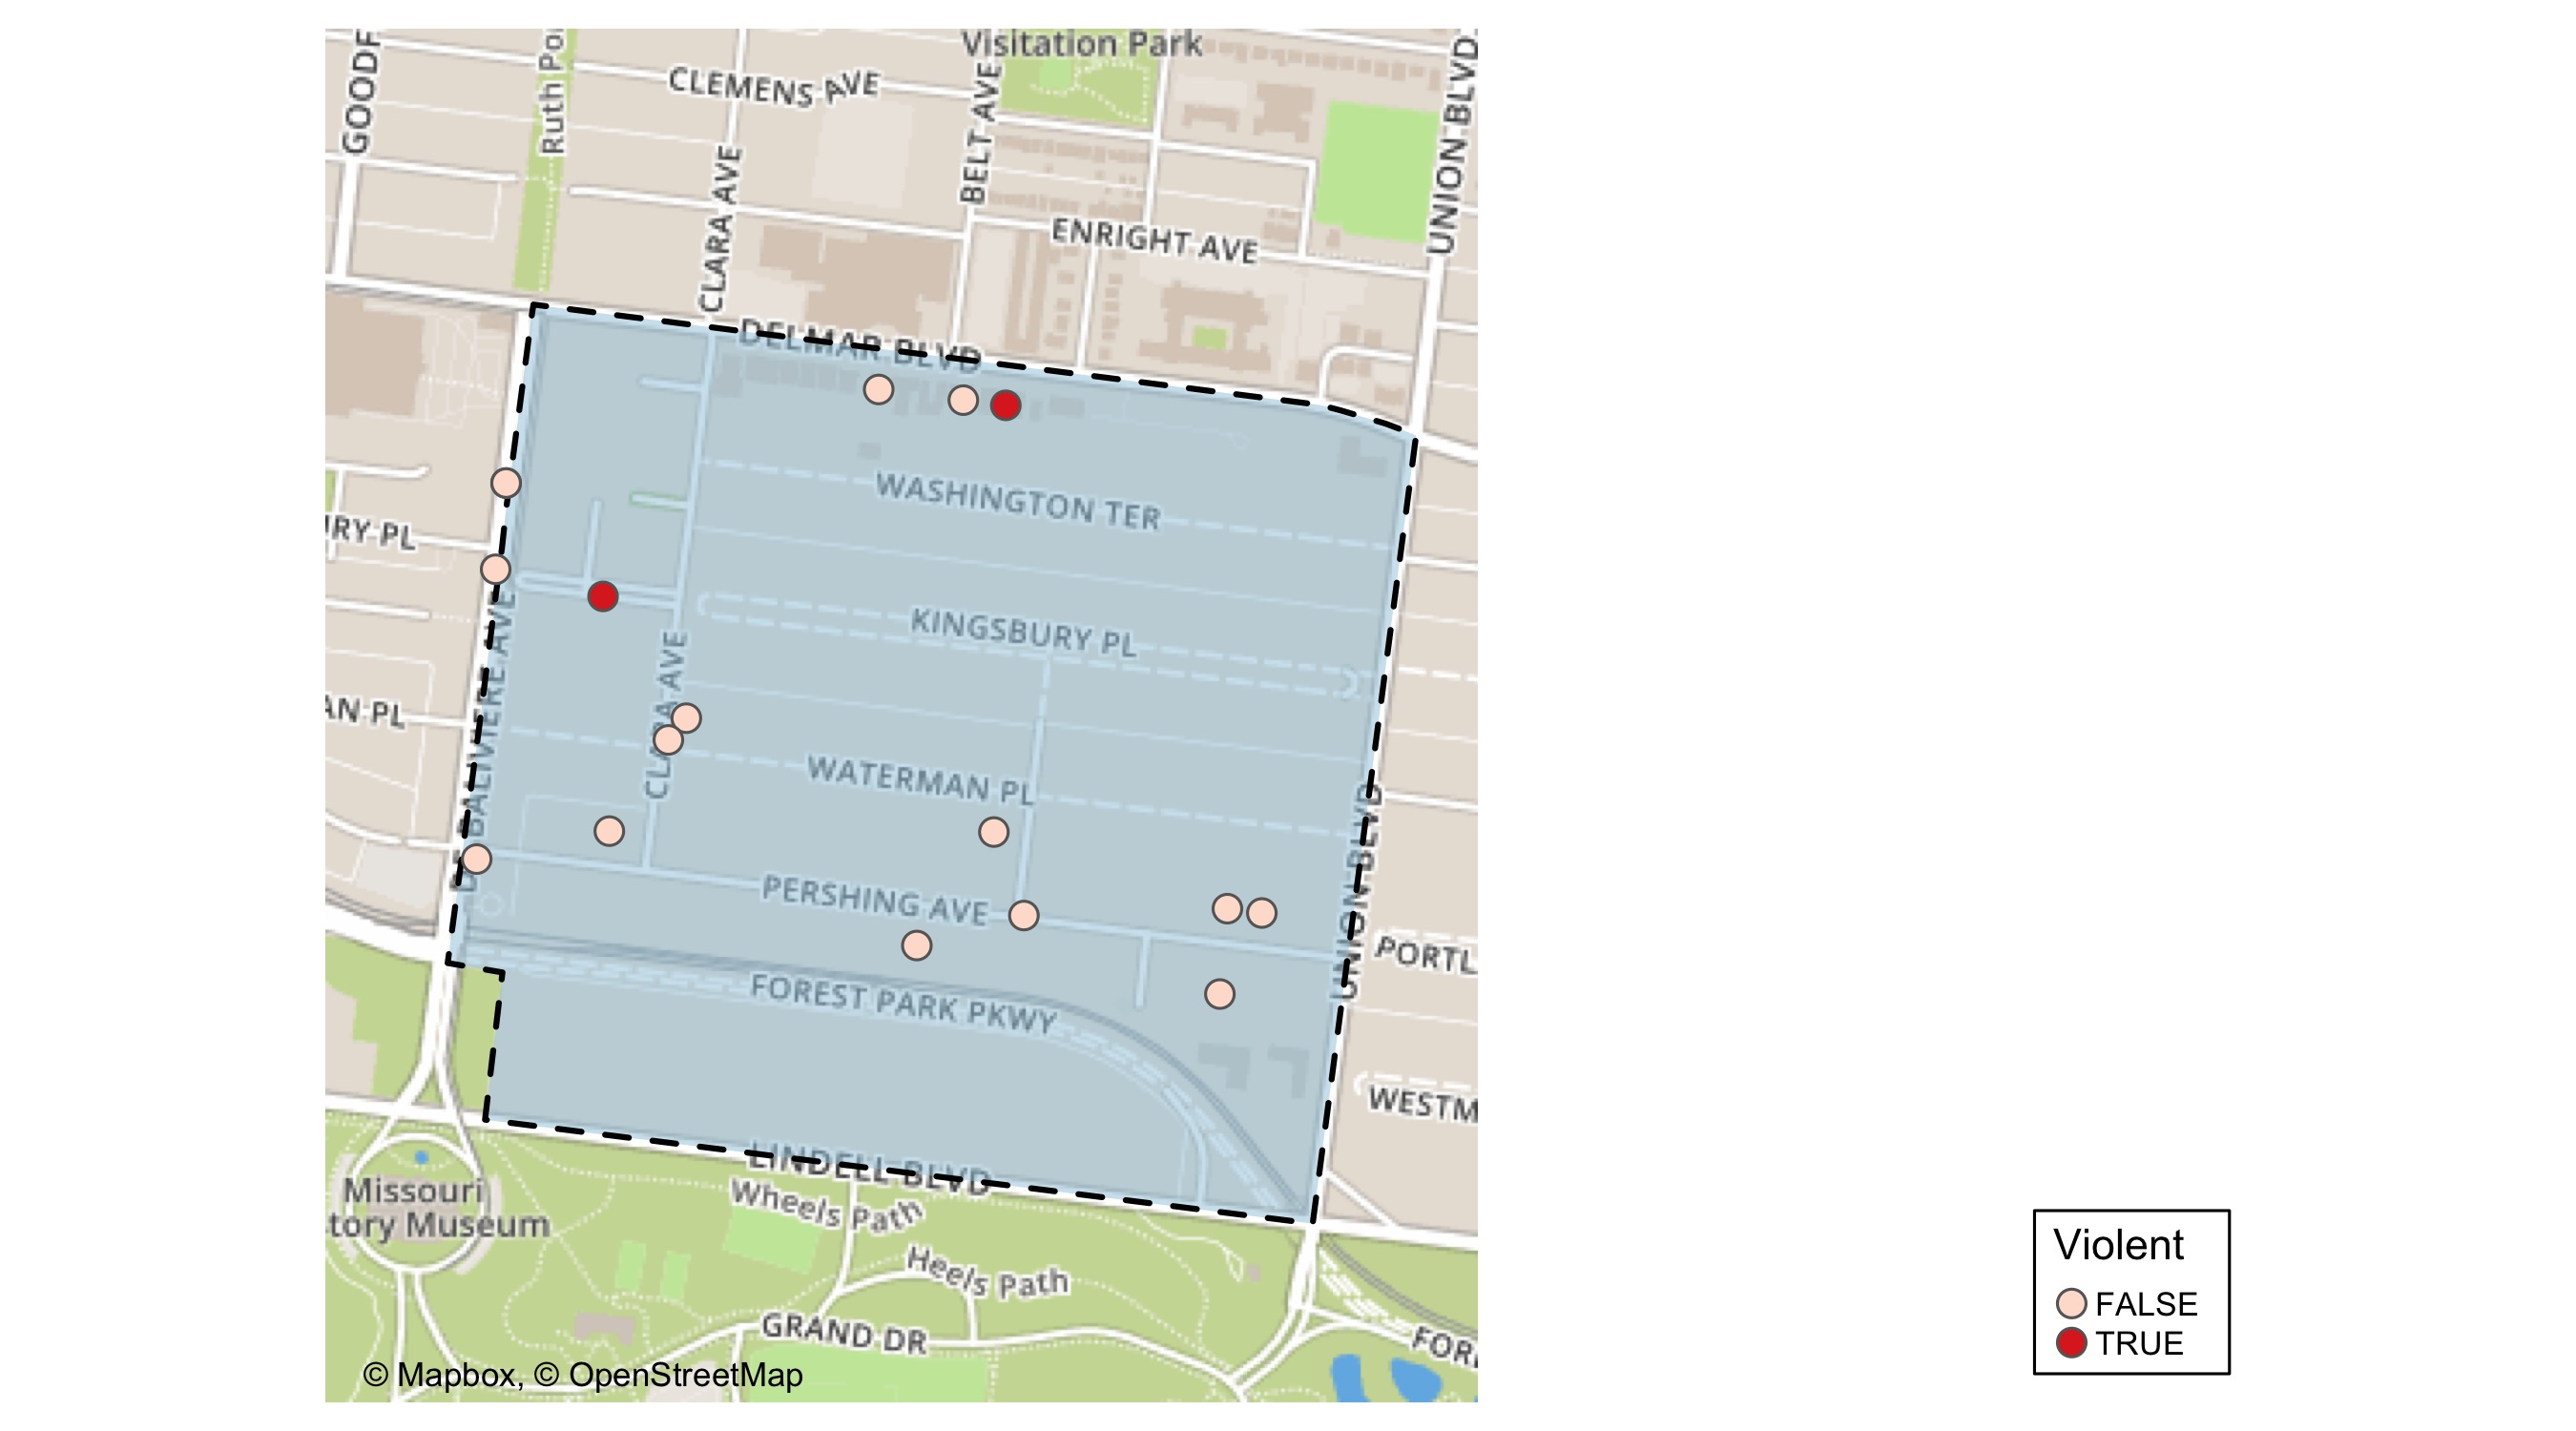 Visitation Park
GOODF
Ruth Po
CLEMENS AVE
BELT AVE
UNION BLVD
CLARA AVE
ENRIGHT AVE
DELMAR BLVD
WASHINGTON TER
RY PL
KINGSBURY PL
CLARA AVE
AN PL
BALIVIERE AVE
WATERMAN PL
UNION BLVD
PERSHING AVE
PORTL
FOREST PARK PKWY
WESTM
LINDELL BLVD
Missouri
tory Museum
Wheels Path
Heels Path
GRAND DR
FOR
© Mapbox, © OpenStreetMap
Violent
FALSE
TRUE